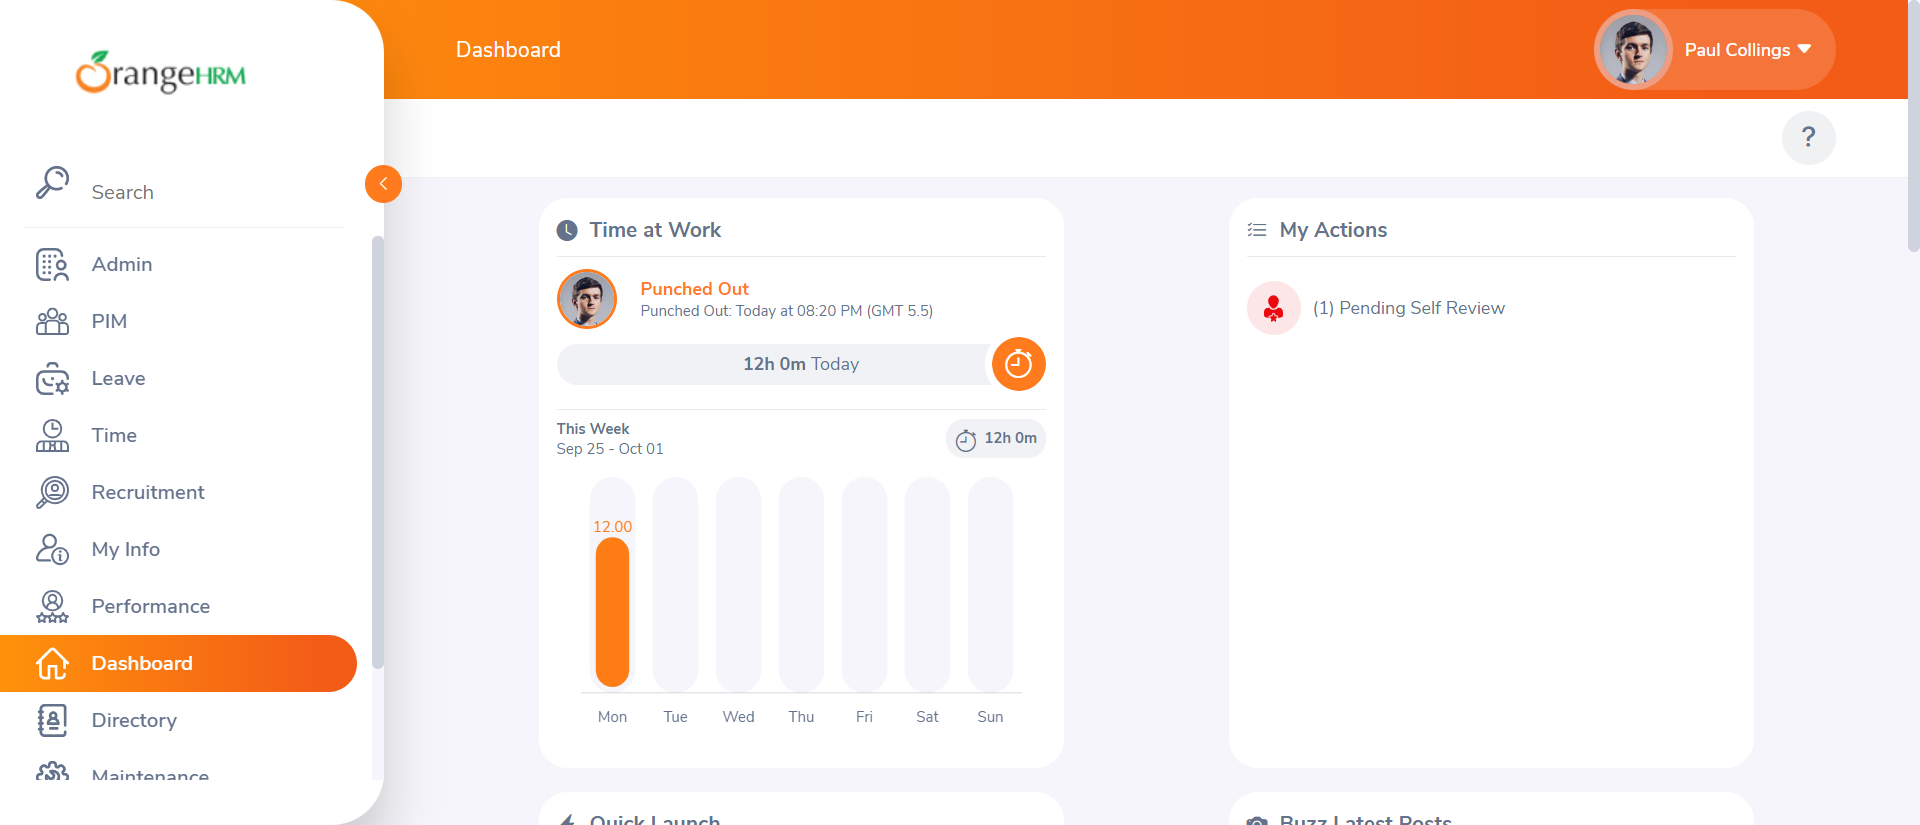 OrangeHRM
Search
Admin
PIM
Leave
Time
Recruitment
My Info
Performance
Dashboard
Directory
Maintenance
Dashboard
Paul Collings
?
Time at Work
Punched Out
Punched Out: Today at 08:20 PM (GMT 5.5)
12h 0m Today
This Week
Sep 25 - Oct 01
12h 0m
12.00
Mon Tue Wed Thu Fri Sat Sun
My Actions
(1) Pending Self Review
Quick Launch
Buzz Latest Posts